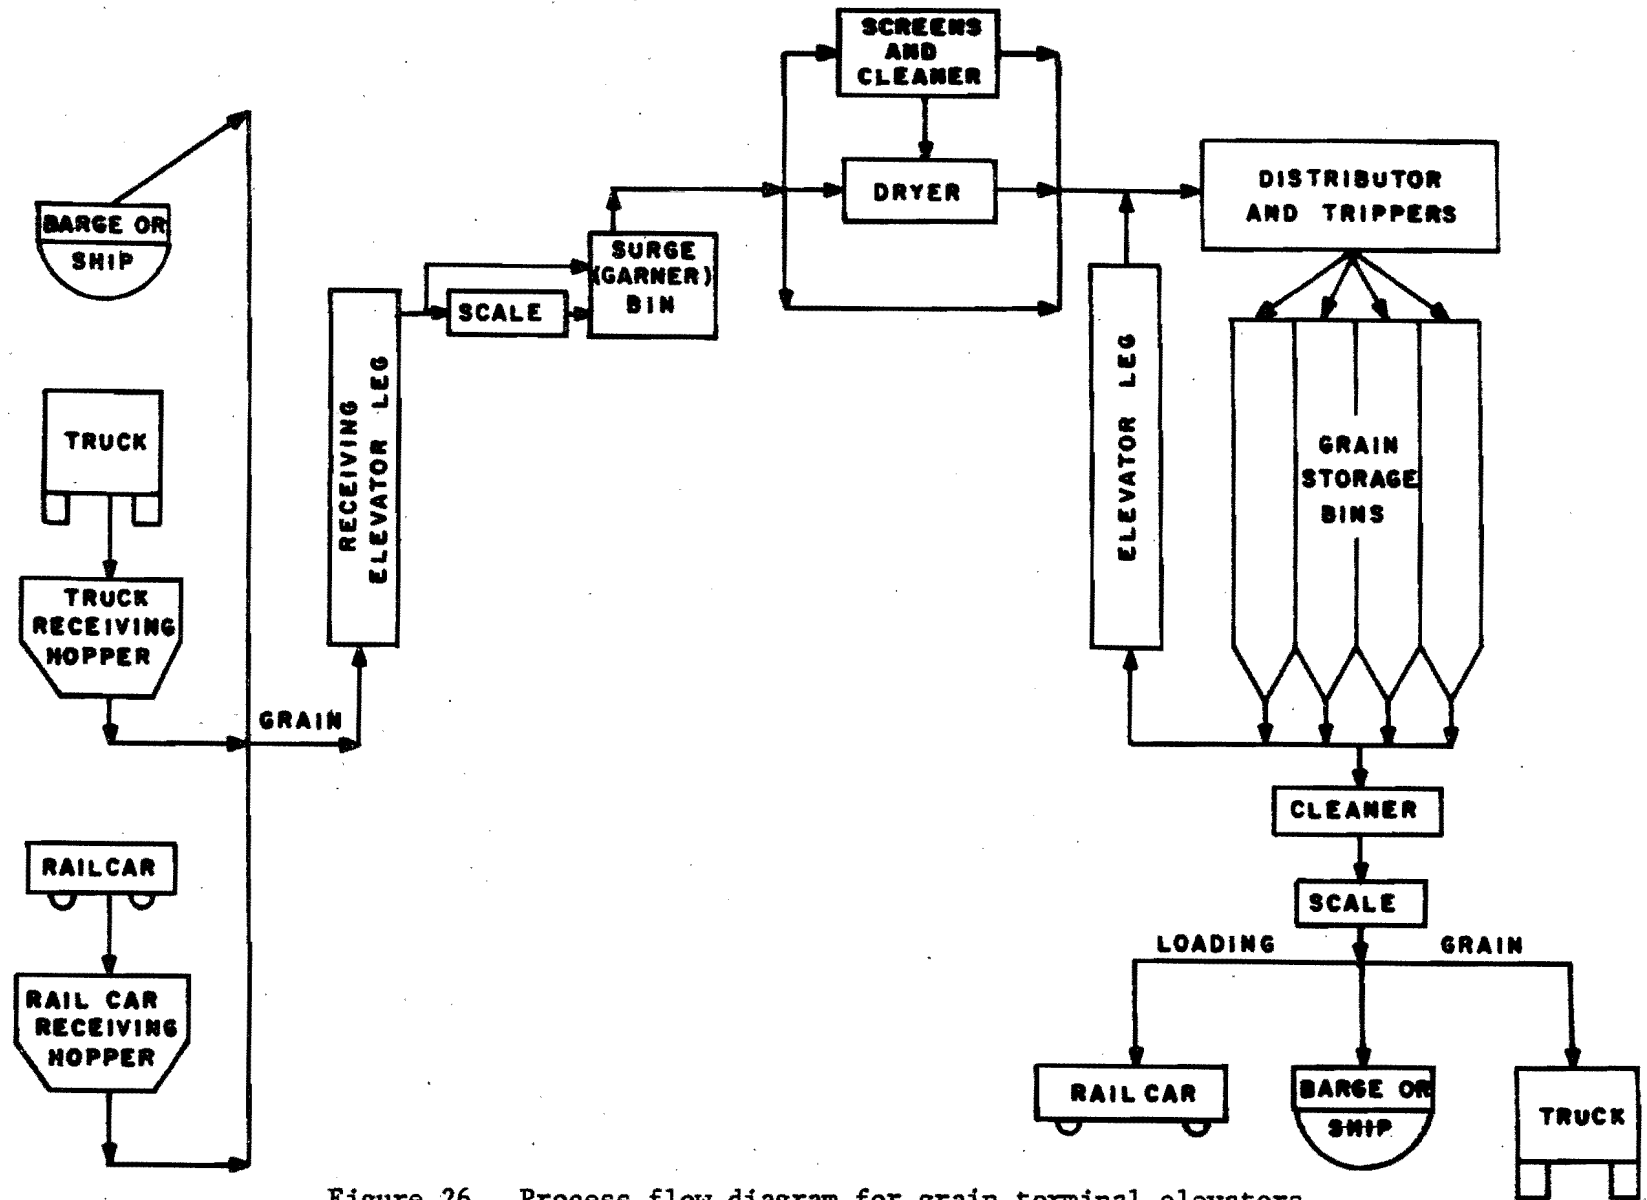 SCREENS
AND
CLEANER
DRYER
DISTRIBUTOR
AND TRIPPERS
BARGE OR
SHIP
SURGE
(GARNER)
BIN
SCALE
RECEIVING
ELEVATOR LEG
ELEVATOR LEG
TRUCK
GRAIN
STORAGE
BINS
TRUCK
RECEIVING
HOPPER
GRAIN
CLEANER
RAILCAR
SCALE
LOADING GRAIN
RAIL CAR
RECEIVING
HOPPER
RAIL CAR
BARGE OR
SHIP
TRUCK
Figure 26. Process flow diagram for grain terminal elevators